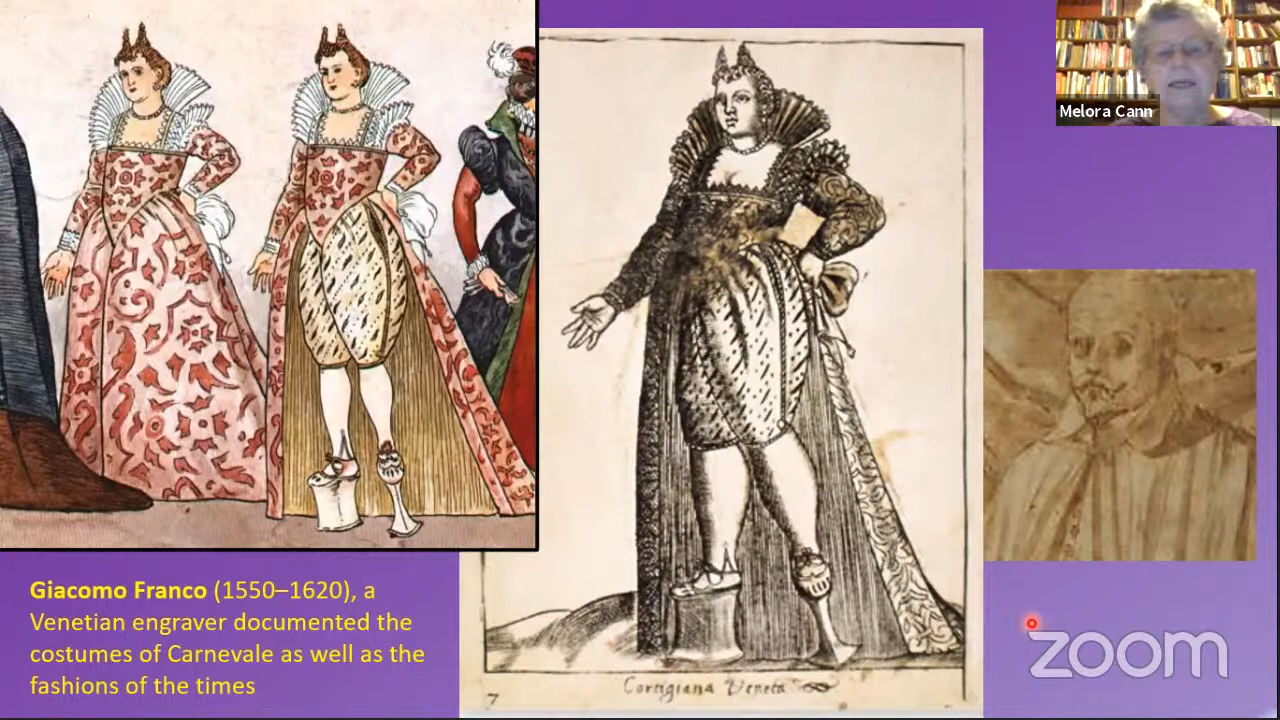 Melora Cann
Giacomo Franco (1550–1620), a
Venetian engraver documented the
costumes of Carnevale as well as the
fashions of the times
7
Cortigiana Veneta
zoom